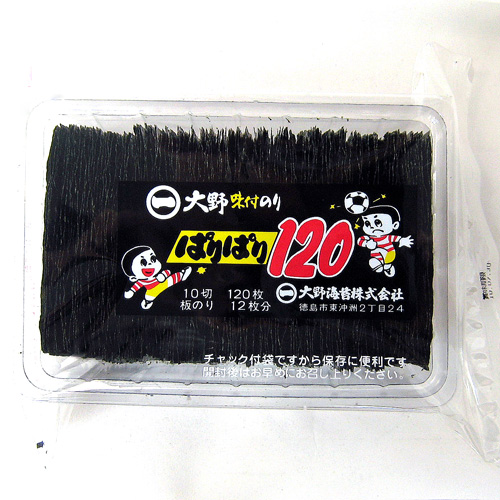 大野味付のり
ぱりぱり120
10切 120枚
板のり 12枚分
大野海苔株式会社
徳島市東沖洲2丁目24
チャック付袋ですから保存に便利です
開封後はお早めにお召し上りください。